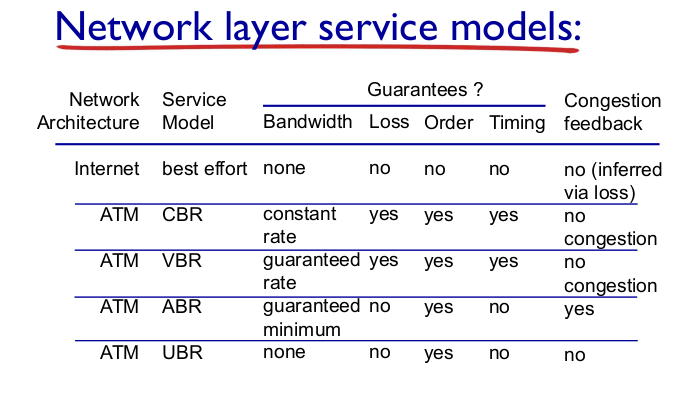 Network layer service models:
Guarantees ?
Network Architecture Service Model Bandwidth Loss Order Timing Congestion feedback
Internet best effort none no no no no (inferred via loss)
ATM CBR constant rate yes yes yes no congestion
ATM VBR guaranteed rate yes yes yes no congestion
ATM ABR guaranteed minimum no yes no yes
ATM UBR none no yes no no